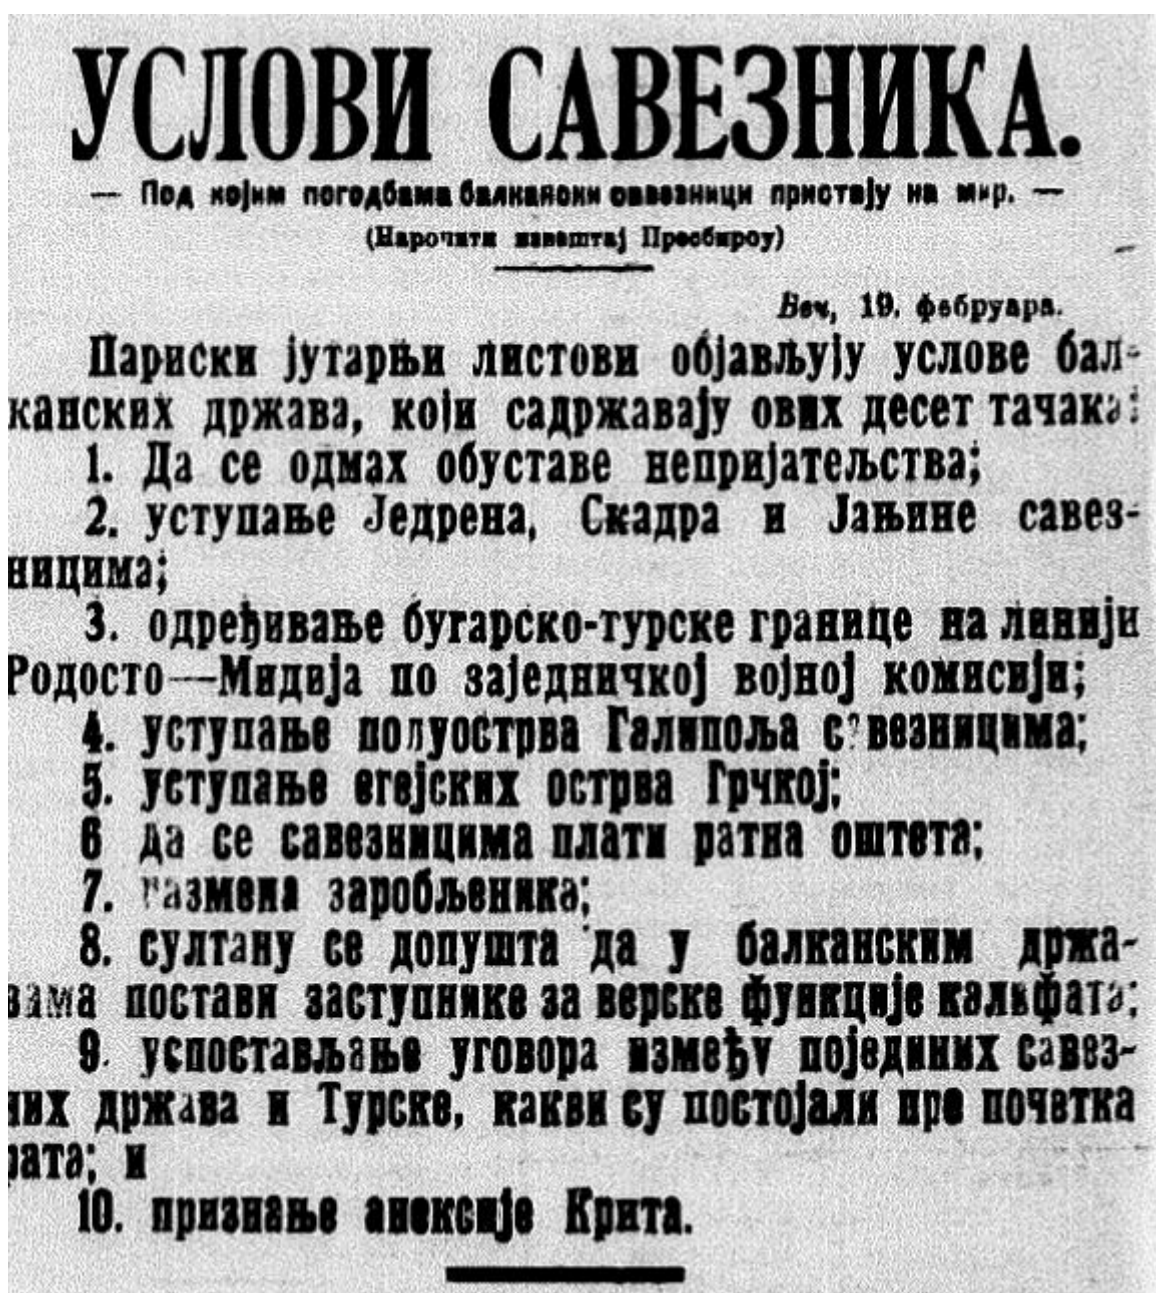 УСЛОВИ САВЕЗНИКА.
— Под којим погодбама балкански савезници пристају на мир. —
(Нарочити извештај Пресбироу)
Беч, 19. фебруара.
Париски јутарњи листови објављују услове бал-
канских држава, који садржавају ових десет тачака:
1. Да се одмах обуставе непријатељства;
2. уступање Једрена, Скадра и Јањине савез-
ницима;
3. одређивање бугарско-турске границе на линији
Родосто—Мидија по заједничкој војној комисији;
4. уступање полуострва Галипоља савезницима;
5. уступање егејских острва Грчкој;
6 да се савезницима плати ратна оштета;
7. размена заробљеника;
8. султану се допушта да у балканским држа-
вама постави заступнике за верске функције калифата;
9. успостављање уговора између појединих савез-
них држава и Турске, какви су постојали пре почетка
рата; и
10. признање анексије Крита.